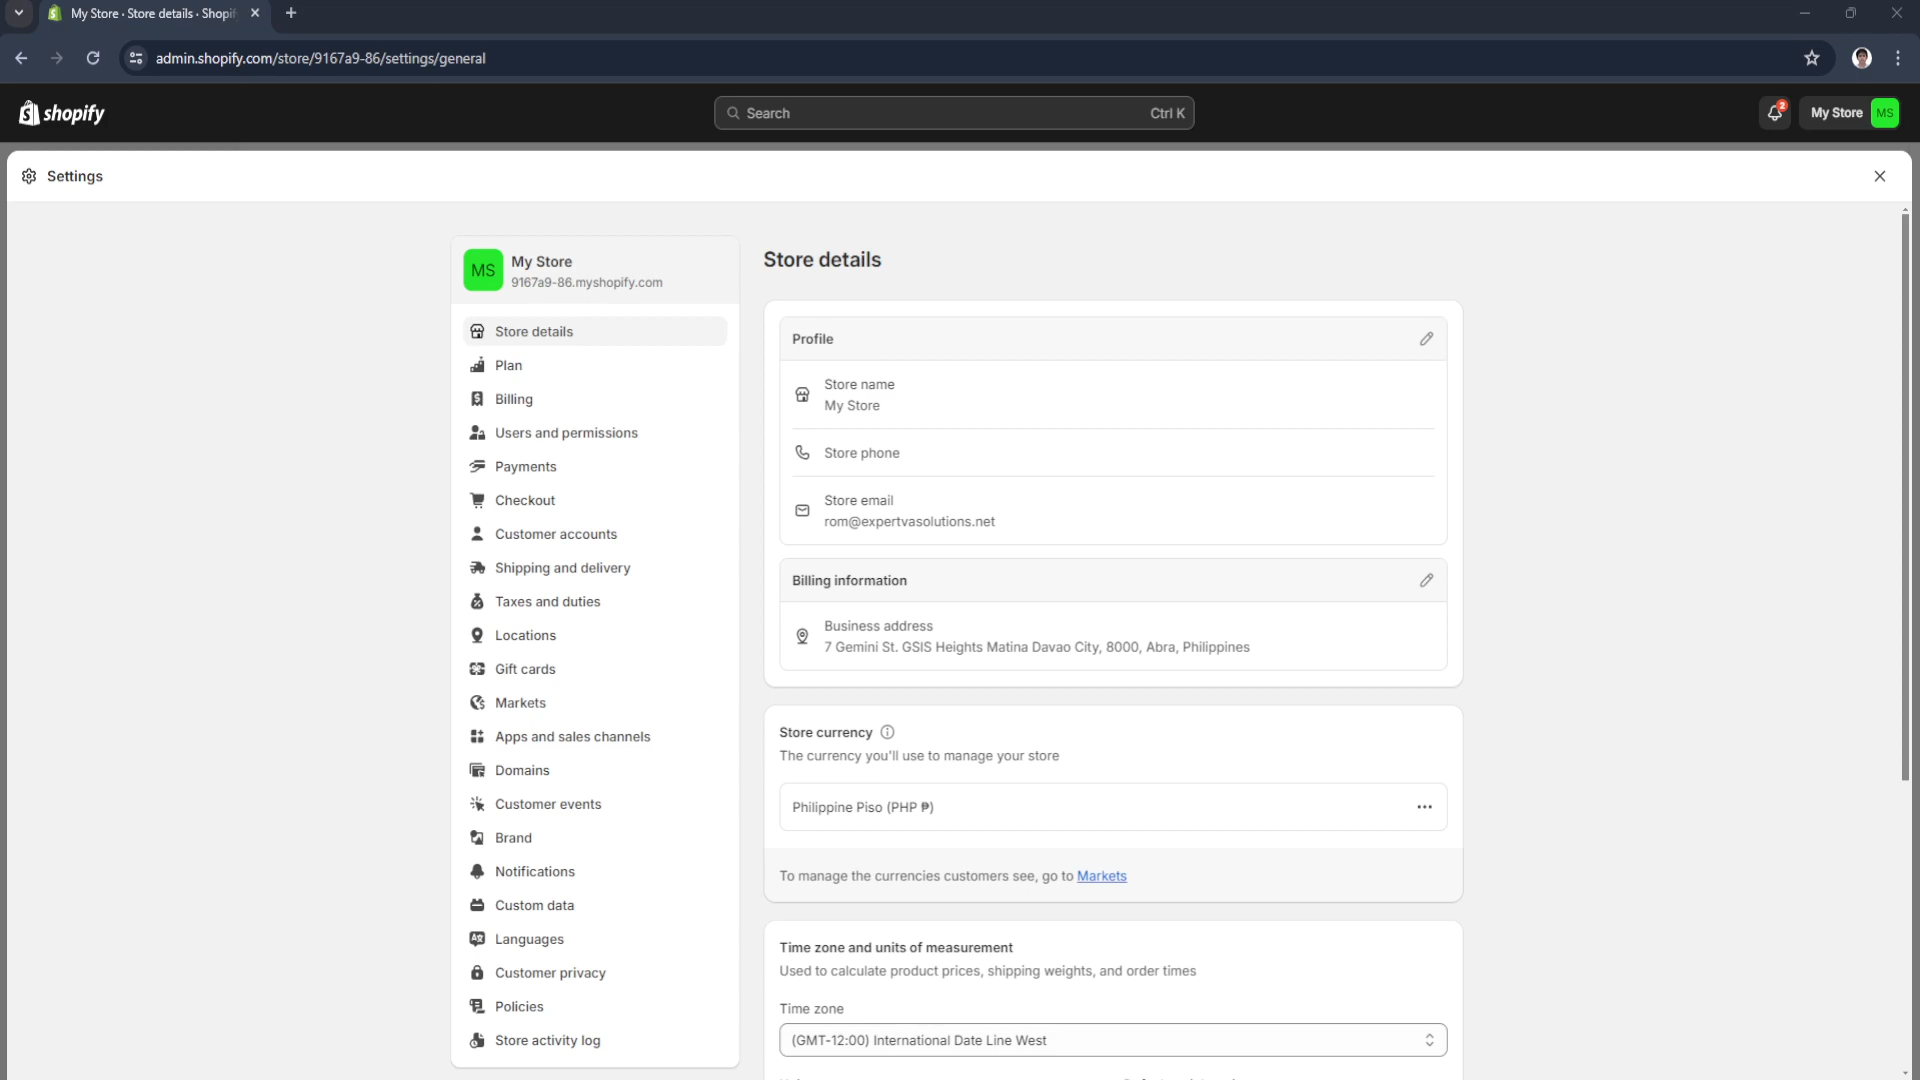 My Store · Store details · Shopif
admin.shopify.com/store/9167a9-86/settings/general
shopify
Search
Ctrl K
2
My Store
MS
Settings
MS
My Store
9167a9-86.myshopify.com
Store details
Plan
Billing
Users and permissions
Payments
Checkout
Customer accounts
Shipping and delivery
Taxes and duties
Locations
Gift cards
Markets
Apps and sales channels
Domains
Customer events
Brand
Notifications
Custom data
Languages
Customer privacy
Policies
Store activity log
Store details
Profile
Store name
My Store
Store phone
Store email
rom@expertvasolutions.net
Billing information
Business address
7 Gemini St. GSIS Heights Matina Davao City, 8000, Abra, Philippines
Store currency
The currency you'll use to manage your store
Philippine Piso (PHP ₱)
To manage the currencies customers see, go to Markets
Time zone and units of measurement
Used to calculate product prices, shipping weights, and order times
Time zone
(GMT-12:00) International Date Line West